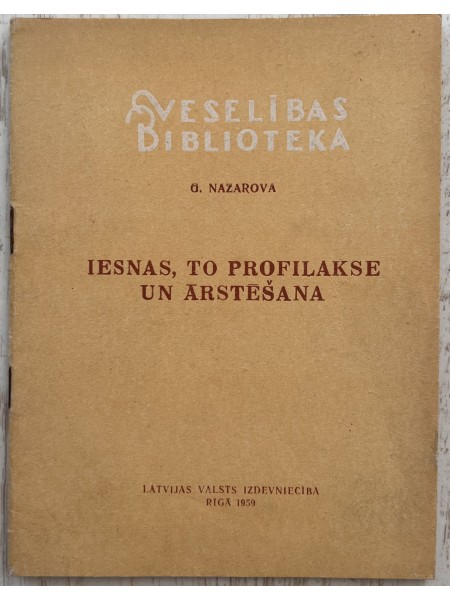 VESELĪBAS
BIBLIOTEKA
G. NAZAROVA
IESNAS, TO PROFILAKSE
UN ĀRSTĒŠANA
LATVIJAS VALSTS IZDEVNIECĪBA
RĪGĀ 1959